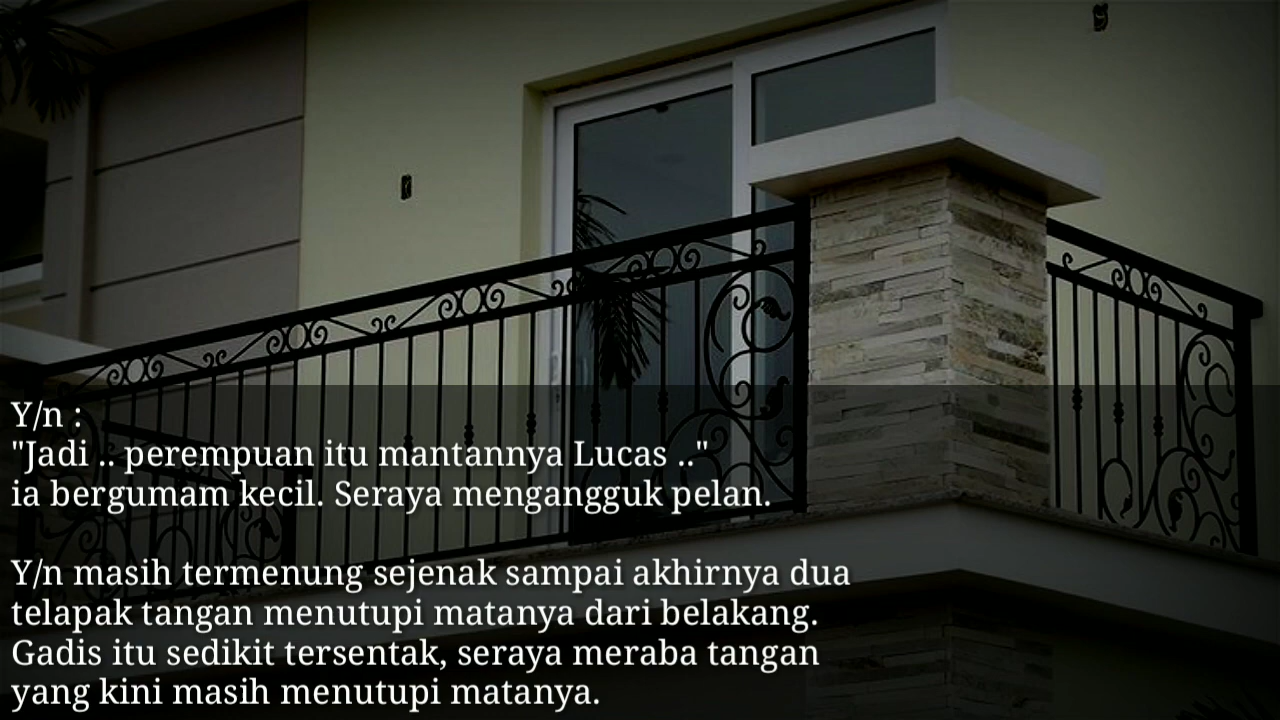 Y/n :
"Jadi .. perempuan itu mantannya Lucas .."
ia bergumam kecil. Seraya mengangguk pelan.
Y/n masih termenung sejenak sampai akhirnya dua
telapak tangan menutupi matanya dari belakang.
Gadis itu sedikit tersentak, seraya meraba tangan
yang kini masih menutupi matanya.